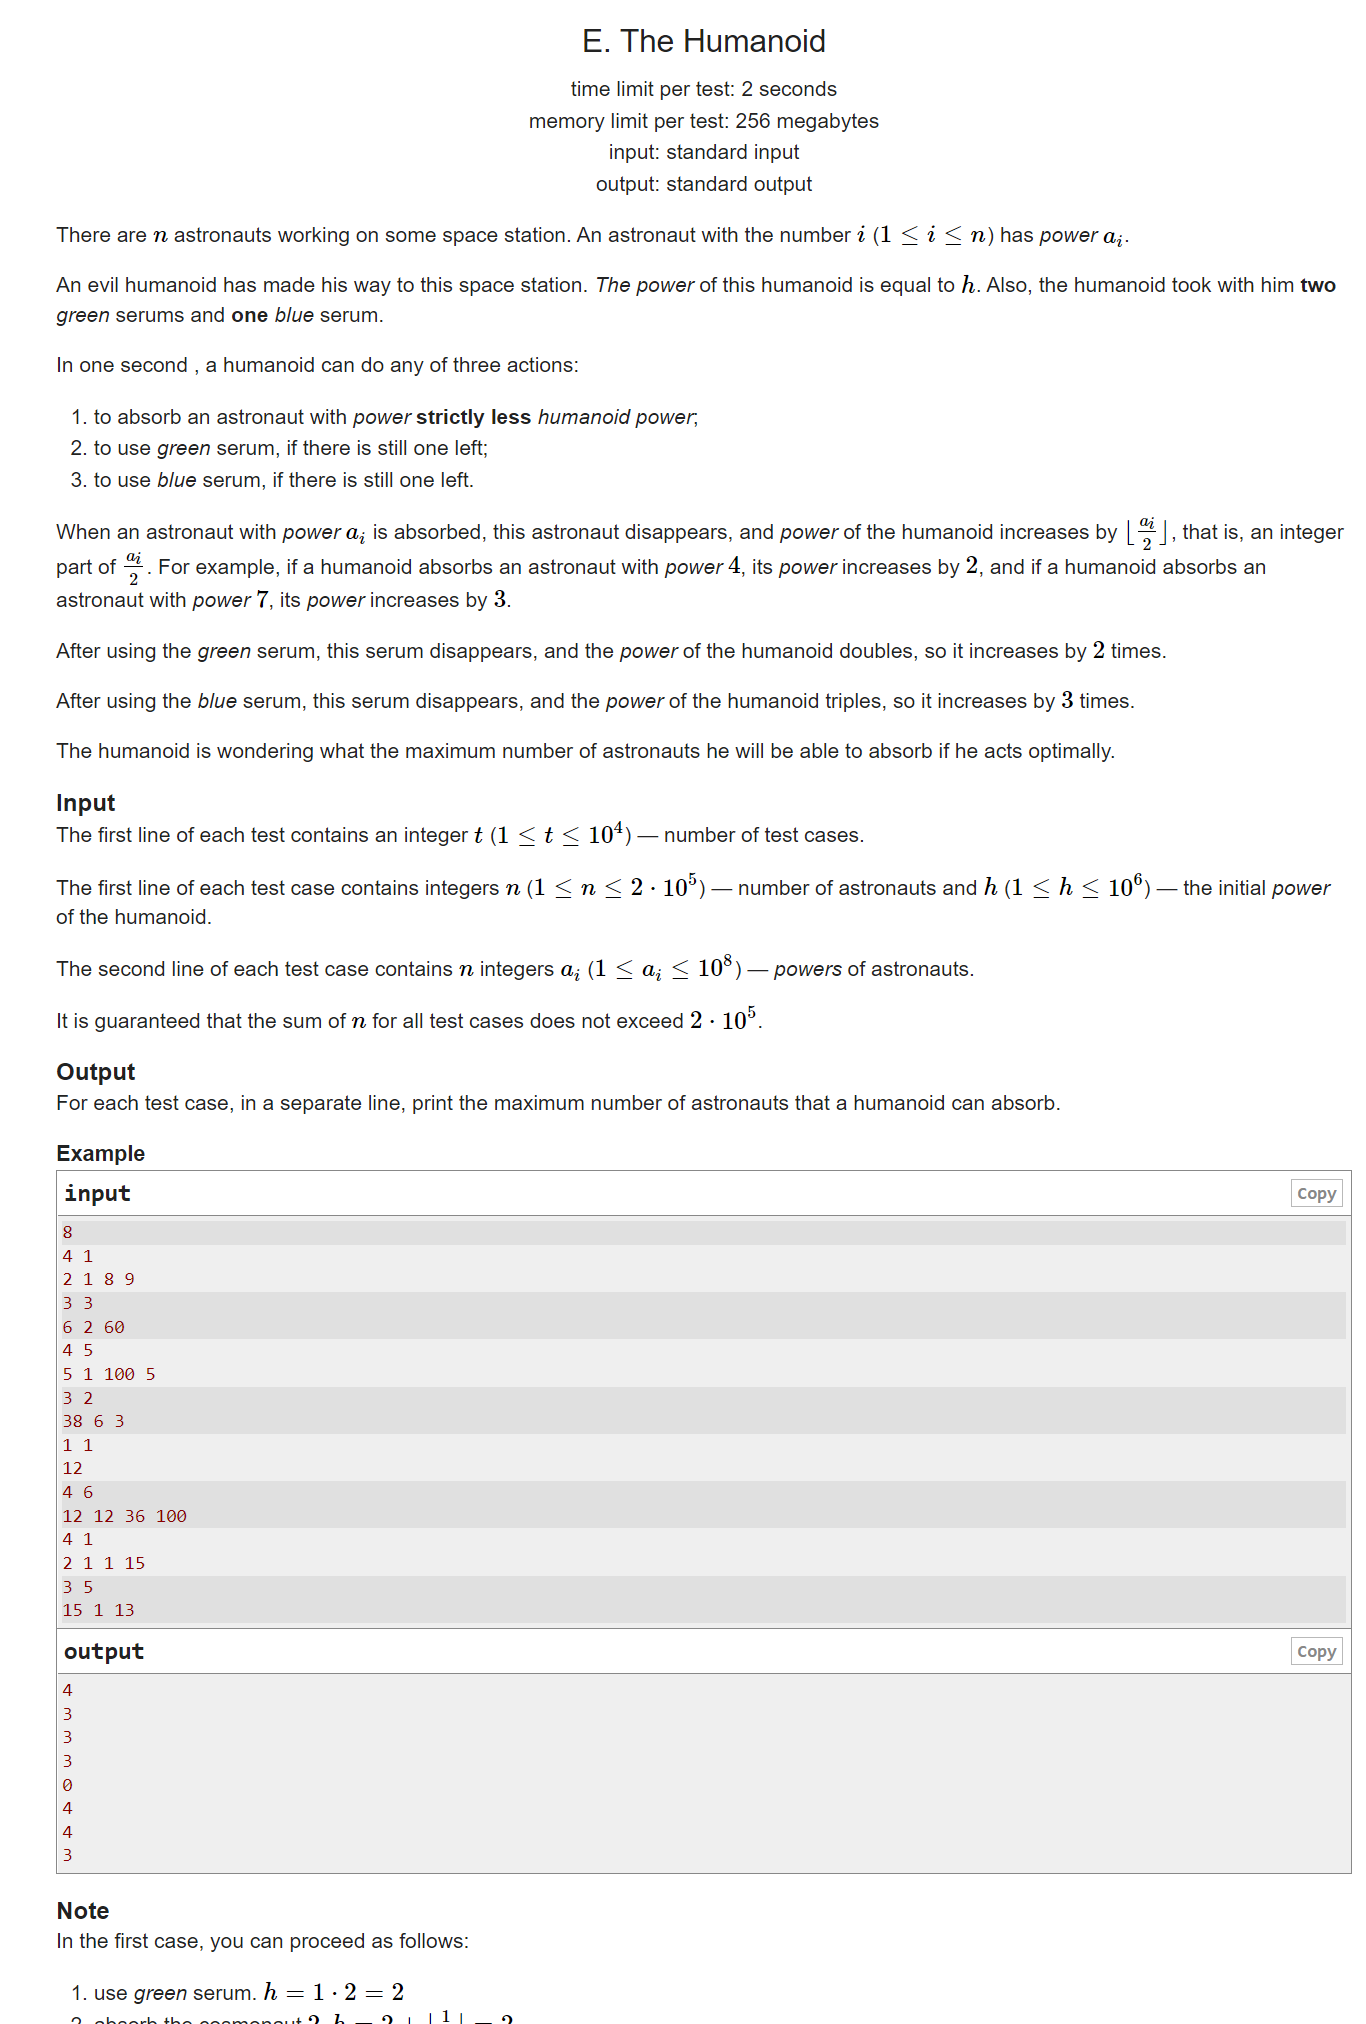 E. The Humanoid
time limit per test: 2 seconds
memory limit per test: 256 megabytes
input: standard input
output: standard output
There are n astronauts working on some space station. An astronaut with the number i (1 ≤ i ≤ n) has power a_i.
An evil humanoid has made his way to this space station. The power of this humanoid is equal to h. Also, the humanoid took with him two
green serums and one blue serum.
In one second , a humanoid can do any of three actions:
1. to absorb an astronaut with power strictly less humanoid power;
2. to use green serum, if there is still one left;
3. to use blue serum, if there is still one left.
When an astronaut with power a_i is absorbed, this astronaut disappears, and power of the humanoid increases by ⌊a_i/2⌋, that is, an integer
part of a_i/2. For example, if a humanoid absorbs an astronaut with power 4, its power increases by 2, and if a humanoid absorbs an
astronaut with power 7, its power increases by 3.
After using the green serum, this serum disappears, and the power of the humanoid doubles, so it increases by 2 times.
After using the blue serum, this serum disappears, and the power of the humanoid triples, so it increases by 3 times.
The humanoid is wondering what the maximum number of astronauts he will be able to absorb if he acts optimally.
Input
The first line of each test contains an integer t (1 ≤ t ≤ 10^4) — number of test cases.
The first line of each test case contains integers n (1 ≤ n ≤ 2 · 10^5) — number of astronauts and h (1 ≤ h ≤ 10^6) — the initial power
of the humanoid.
The second line of each test case contains n integers a_i (1 ≤ a_i ≤ 10^8) — powers of astronauts.
It is guaranteed that the sum of n for all test cases does not exceed 2 · 10^5.
Output
For each test case, in a separate line, print the maximum number of astronauts that a humanoid can absorb.
Example
input
Copy
8
4 1
2 1 8 9
3 3
6 2 60
4 5
5 1 100 5
3 2
38 6 3
1 1
12
4 6
12 12 36 100
4 1
2 1 1 15
3 5
15 1 13
output
Copy
4
3
3
3
0
4
4
3
Note
In the first case, you can proceed as follows:
1. use green serum. h = 1 · 2 = 2